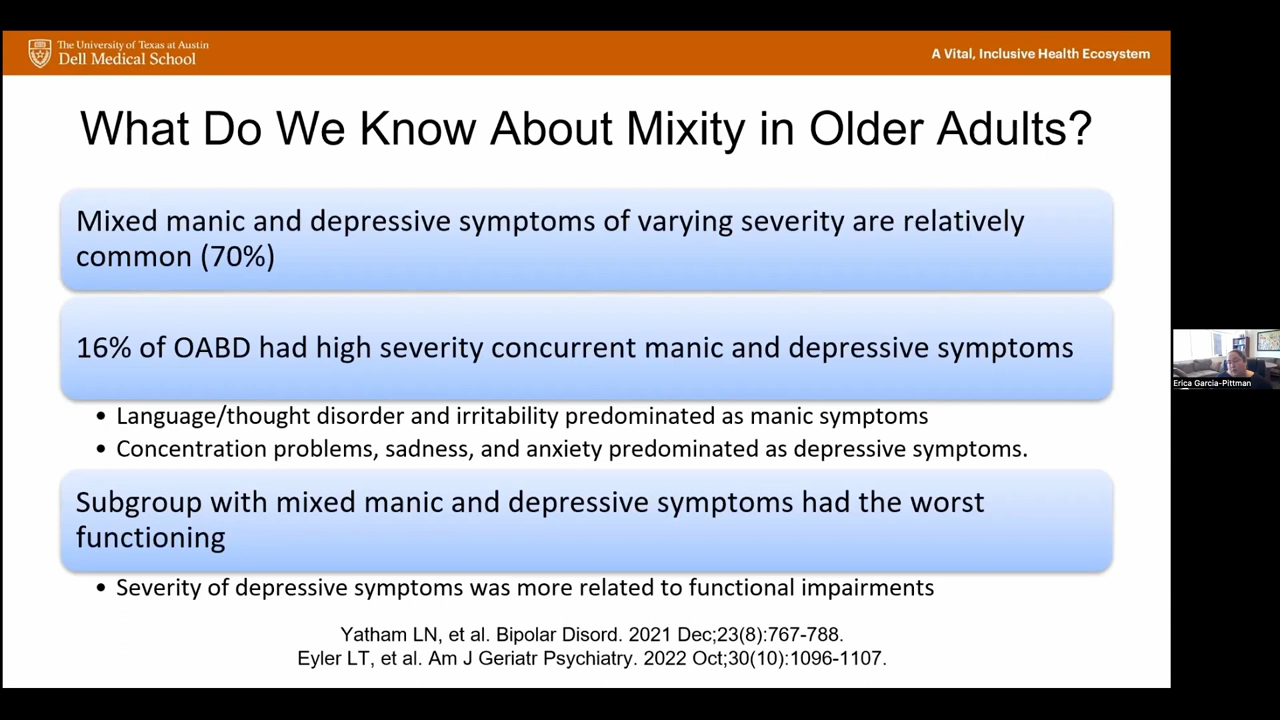 The University of Texas at Austin
Dell Medical School
A Vital, Inclusive Health Ecosystem
What Do We Know About Mixity in Older Adults?
Mixed manic and depressive symptoms of varying severity are relatively
common (70%)
16% of OABD had high severity concurrent manic and depressive symptoms
• Language/thought disorder and irritability predominated as manic symptoms
• Concentration problems, sadness, and anxiety predominated as depressive symptoms.
Subgroup with mixed manic and depressive symptoms had the worst
functioning
• Severity of depressive symptoms was more related to functional impairments
Yatham LN, et al. Bipolar Disord. 2021 Dec;23(8):767-788.
Eyler LT, et al. Am J Geriatr Psychiatry. 2022 Oct;30(10):1096-1107.
Erica Garcia-Pittman